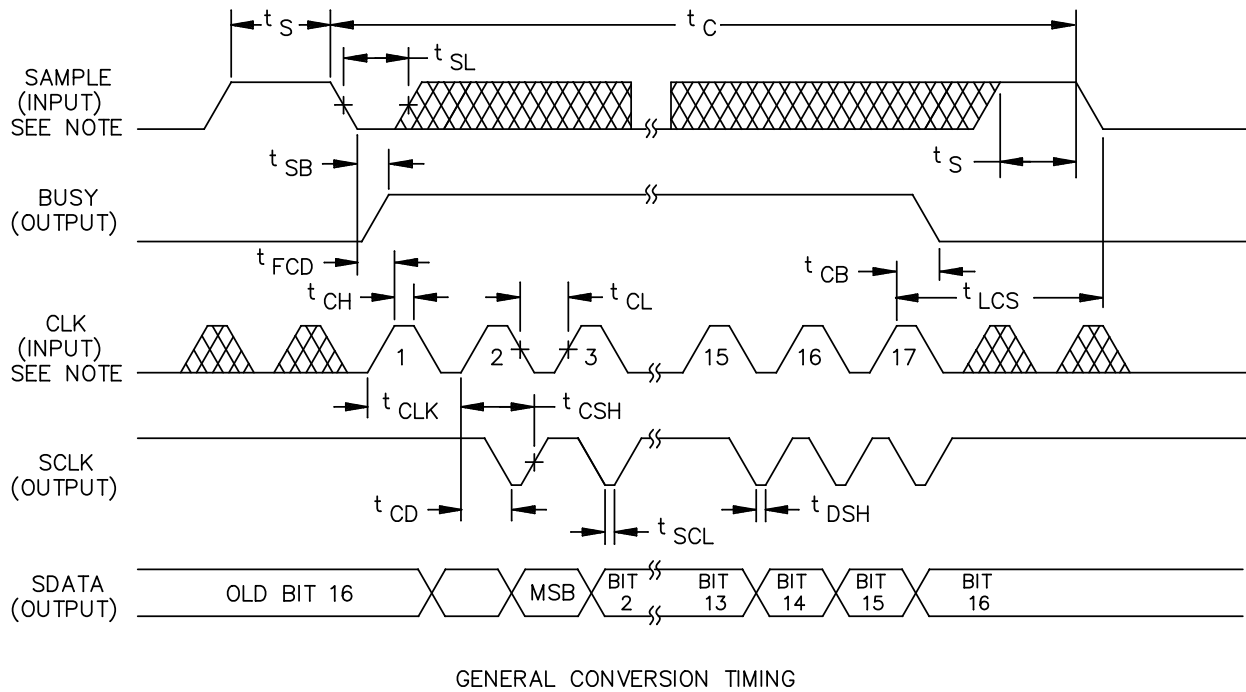 t S
t C
t SL
SAMPLE
(INPUT)
SEE NOTE
t SB
t S
BUSY
(OUTPUT)
t FCD
t CB
t CH
t CL
t LCS
CLK
(INPUT)
SEE NOTE
1 2 3 15 16 17
t CLK
t CSH
SCLK
(OUTPUT)
t CD
t SCL
t DSH
SDATA
(OUTPUT)
OLD BIT 16
MSB
BIT
2
BIT
13
BIT
14
BIT
15
BIT
16
GENERAL CONVERSION TIMING